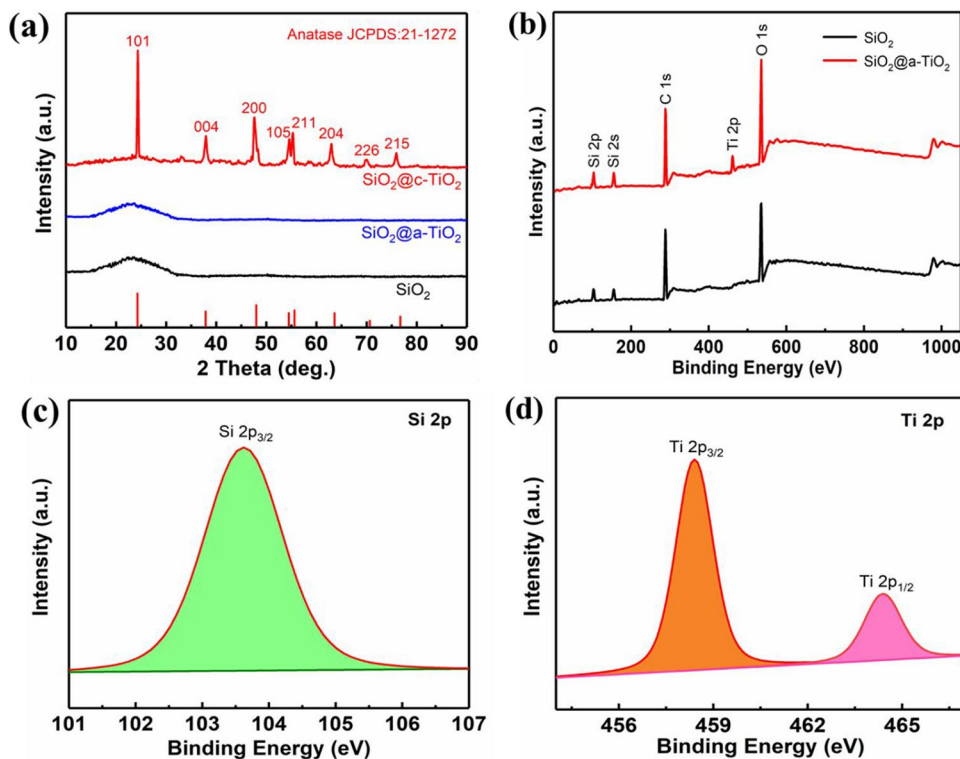 (a)
Anatase JCPDS:21-1272
101
004
200
105
211
204
226
215
SiO₂@c-TiO₂
SiO₂@a-TiO₂
SiO₂
Intensity (a.u.)
10 20 30 40 50 60 70 80 90
2 Theta (deg.)
(b)
SiO₂
SiO₂@a-TiO₂
Si 2p
Si 2s
C 1s
Ti 2p
O 1s
Intensity (a.u.)
0 200 400 600 800 1000
Binding Energy (eV)
(c)
Si 2p
Si 2p₃/₂
Intensity (a.u.)
101 102 103 104 105 106 107
Binding Energy (eV)
(d)
Ti 2p
Ti 2p₃/₂
Ti 2p₁/₂
Intensity (a.u.)
456 459 462 465
Binding Energy (eV)